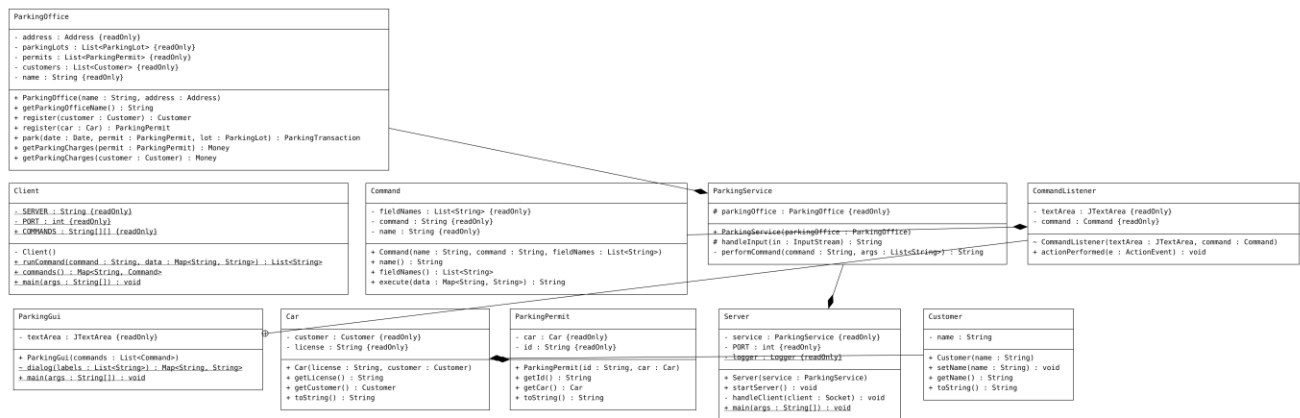 ParkingOffice
- address : Address {readOnly}
- parkingLots : List<ParkingLot> {readOnly}
- permits : List<ParkingPermit> {readOnly}
- customers : List<Customer> {readOnly}
- name : String {readOnly}
+ ParkingOffice(name : String, address : Address)
+ getParkingOfficeName() : String
+ register(customer : Customer) : Customer
+ register(car : Car) : ParkingPermit
+ park(date : Date, permit : ParkingPermit, lot : ParkingLot) : ParkingTransaction
+ getParkingCharges(permit : ParkingPermit) : Money
+ getParkingCharges(customer : Customer) : Money
Client
- SERVER : String {readOnly}
- PORT : int {readOnly}
+ COMMANDS : String[][] {readOnly}
- Client()
+ runCommand(command : String, data : Map<String, String>) : List<String>
+ commands() : Map<String, Command>
+ main(args : String[]) : void
Command
- fieldNames : List<String> {readOnly}
- command : String {readOnly}
- name : String {readOnly}
+ Command(name : String, command : String, fieldNames : List<String>)
+ name() : String
+ fieldNames() : List<String>
+ execute(data : Map<String, String>) : String
ParkingService
# parkingOffice : ParkingOffice {readOnly}
+ ParkingService(parkingOffice : ParkingOffice)
# handleInput(in : InputStream) : String
- performCommand(command : String, args : List<String>) : String
CommandListener
- textArea : JTextArea {readOnly}
- command : Command {readOnly}
~ CommandListener(textArea : JTextArea, command : Command)
+ actionPerformed(e : ActionEvent) : void
ParkingGui
- textArea : JTextArea {readOnly}
+ ParkingGui(commands : List<Command>)
~ dialog(labels : List<String>) : Map<String, String>
+ main(args : String[]) : void
Car
- customer : Customer {readOnly}
- license : String {readOnly}
+ Car(license : String, customer : Customer)
+ getLicense() : String
+ getCustomer() : Customer
+ toString() : String
ParkingPermit
- car : Car {readOnly}
- id : String {readOnly}
+ ParkingPermit(id : String, car : Car)
+ getId() : String
+ getCar() : Car
+ toString() : String
Server
- service : ParkingService {readOnly}
- PORT : int {readOnly}
- logger : Logger {readOnly}
+ Server(service : ParkingService)
+ startServer() : void
- handleClient(client : Socket) : void
+ main(args : String[]) : void
Customer
- name : String
+ Customer(name : String)
+ setName(name : String) : void
+ getName() : String
+ toString() : String